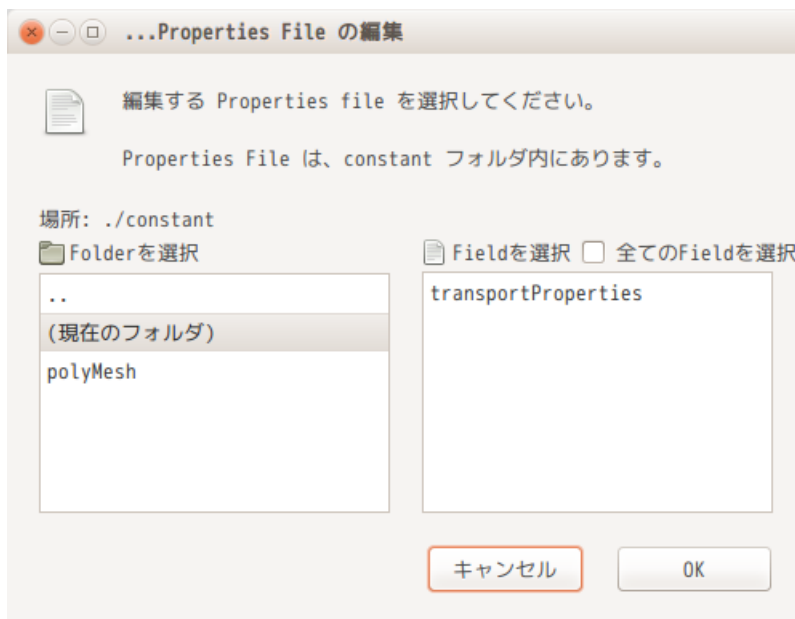 ...Properties File の編集
編集する Properties file を選択してください。
Properties File は、constant フォルダ内にあります。
場所: ./constant
Folderを選択
Fieldを選択 全てのFieldを選択
..
(現在のフォルダ)
polyMesh
transportProperties
キャンセル OK